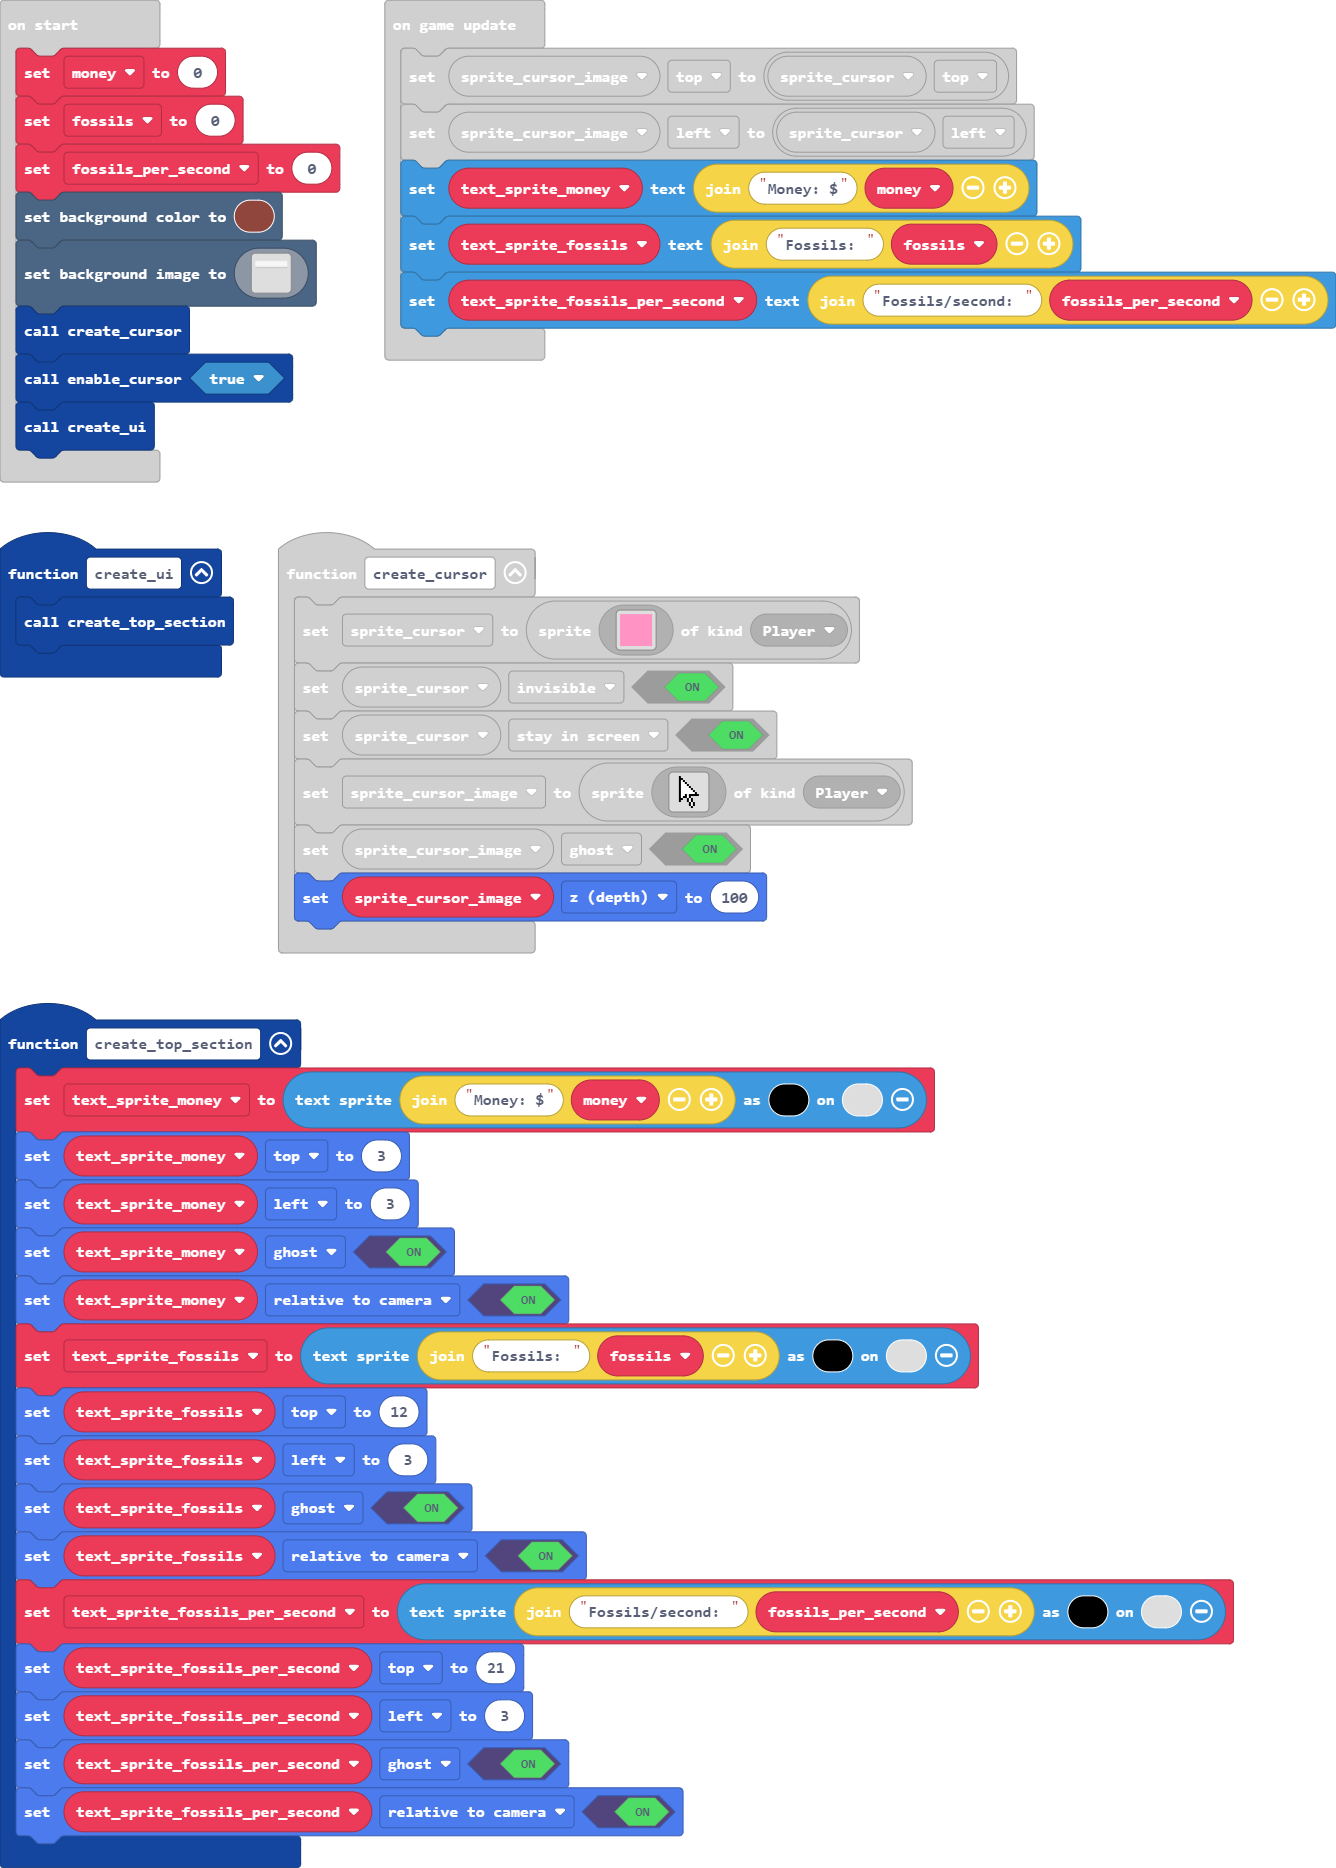 on start
set money to 0
set fossils to 0
set fossils_per_second to 0
set background color to
set background image to
call create_cursor
call enable_cursor true
call create_ui
on game update
set sprite_cursor_image top to sprite_cursor top
set sprite_cursor_image left to sprite_cursor left
set text_sprite_money text join "Money: $" money
set text_sprite_fossils text join "Fossils: " fossils
set text_sprite_fossils_per_second text join "Fossils/second: " fossils_per_second
function create_ui
call create_top_section
function create_cursor
set sprite_cursor to sprite of kind Player
set sprite_cursor invisible ON
set sprite_cursor stay in screen ON
set sprite_cursor_image to sprite of kind Player
set sprite_cursor_image ghost ON
set sprite_cursor_image z (depth) to 100
function create_top_section
set text_sprite_money to text sprite join "Money: $" money as on
set text_sprite_money top to 3
set text_sprite_money left to 3
set text_sprite_money ghost ON
set text_sprite_money relative to camera ON
set text_sprite_fossils to text sprite join "Fossils: " fossils as on
set text_sprite_fossils top to 12
set text_sprite_fossils left to 3
set text_sprite_fossils ghost ON
set text_sprite_fossils relative to camera ON
set text_sprite_fossils_per_second to text sprite join "Fossils/second: " fossils_per_second as on
set text_sprite_fossils_per_second top to 21
set text_sprite_fossils_per_second left to 3
set text_sprite_fossils_per_second ghost ON
set text_sprite_fossils_per_second relative to camera ON